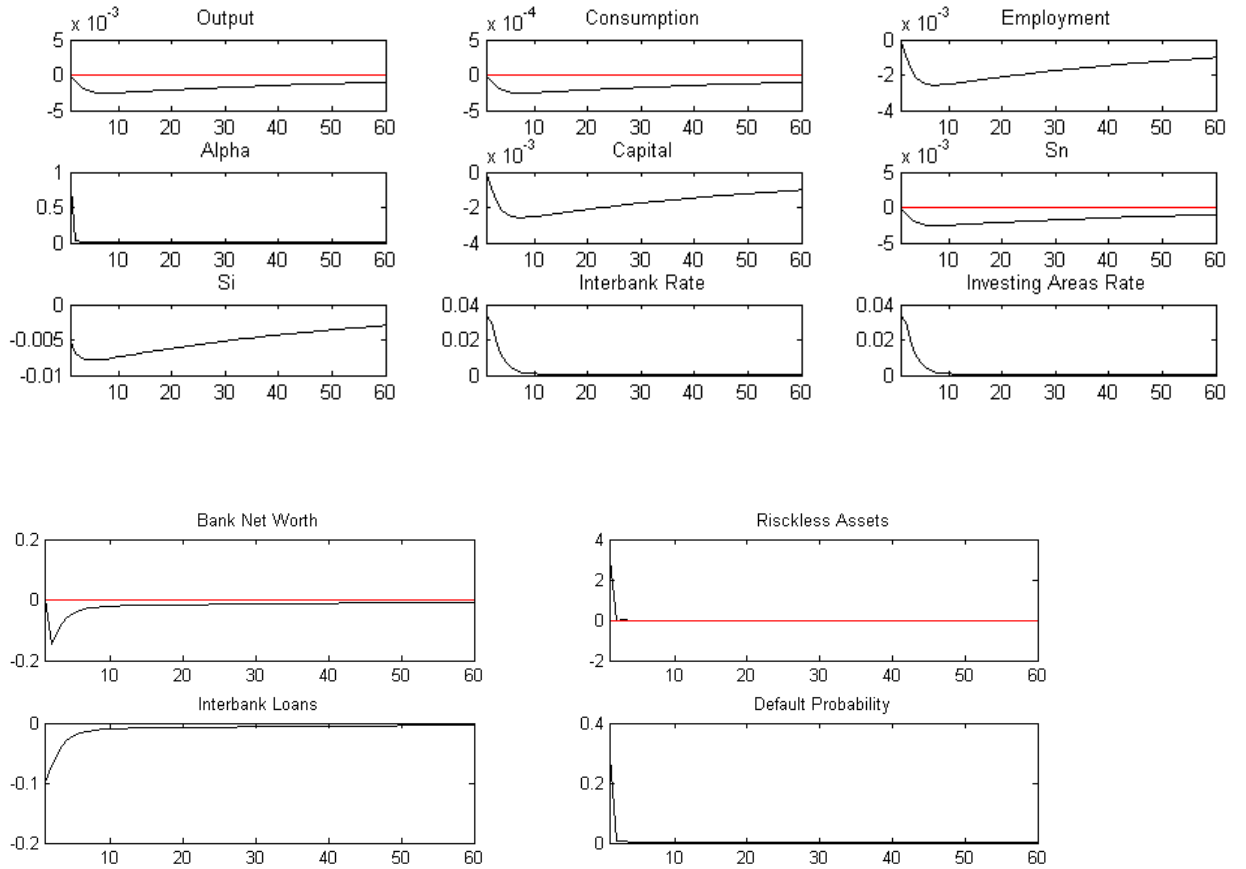 Output
x 10^-3
5
0
-5
10 20 30 40 50 60
Consumption
x 10^-4
5
0
-5
10 20 30 40 50 60
Employment
x 10^-3
0
-2
-4
10 20 30 40 50 60
Alpha
1
0.5
0
10 20 30 40 50 60
Capital
x 10^-3
0
-2
-4
10 20 30 40 50 60
Sn
x 10^-3
5
0
-5
10 20 30 40 50 60
Si
0
-0.005
-0.01
10 20 30 40 50 60
Interbank Rate
0.04
0.02
0
10 20 30 40 50 60
Investing Areas Rate
0.04
0.02
0
10 20 30 40 50 60
Bank Net Worth
0.2
0
-0.2
10 20 30 40 50 60
Risckless Assets
4
2
0
-2
10 20 30 40 50 60
Interbank Loans
0
-0.1
-0.2
10 20 30 40 50 60
Default Probability
0.4
0.2
0
10 20 30 40 50 60